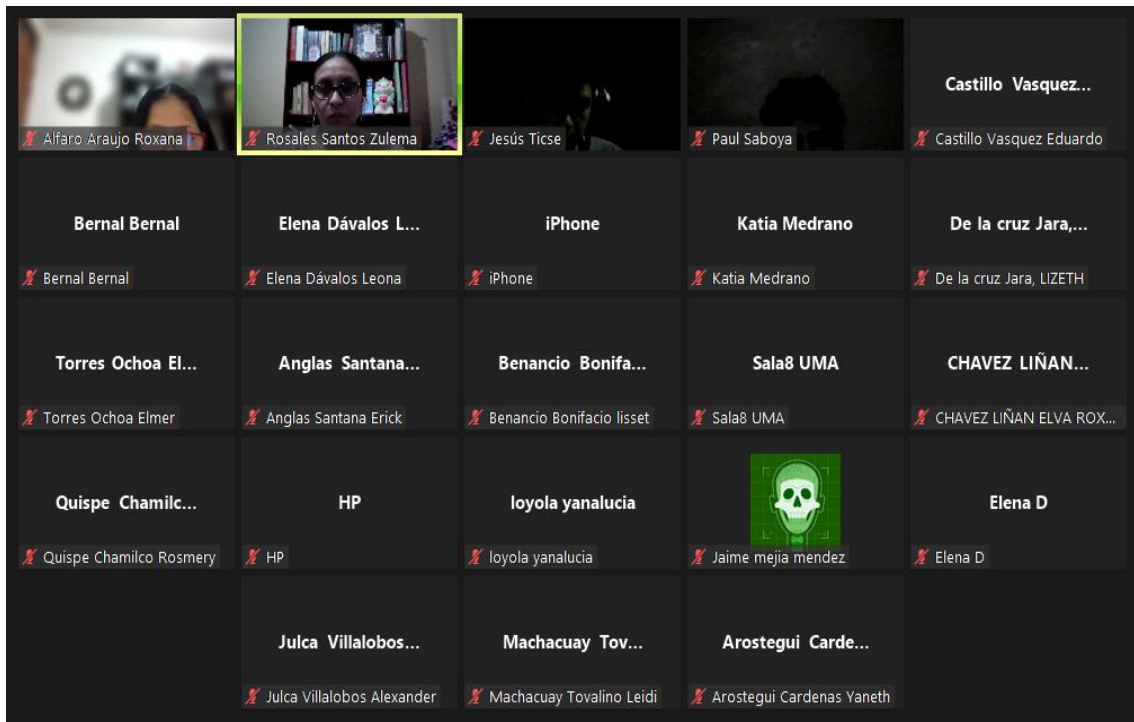 Alfaro Araujo Roxana
Rosales Santos Zulema
Jesús Ticse
Paul Saboya
Castillo Vasquez...
Castillo Vasquez Eduardo
Bernal Bernal
Bernal Bernal
Elena Dávalos L...
Elena Dávalos Leona
iPhone
iPhone
Katia Medrano
Katia Medrano
De la cruz Jara,...
De la cruz Jara, LIZETH
Torres Ochoa El...
Torres Ochoa Elmer
Anglas Santana...
Anglas Santana Erick
Benancio Bonifa...
Benancio Bonifacio lisset
Sala8 UMA
Sala8 UMA
CHAVEZ LIÑAN...
CHAVEZ LIÑAN ELVA ROX...
Quispe Chamilc...
Quispe Chamilco Rosmery
HP
HP
loyola yanalucia
loyola yanalucia
Jaime mejia mendez
Elena D
Elena D
Julca Villalobos...
Julca Villalobos Alexander
Machacuay Tov...
Machacuay Tovalino Leidi
Arostegui Carde...
Arostegui Cardenas Yaneth